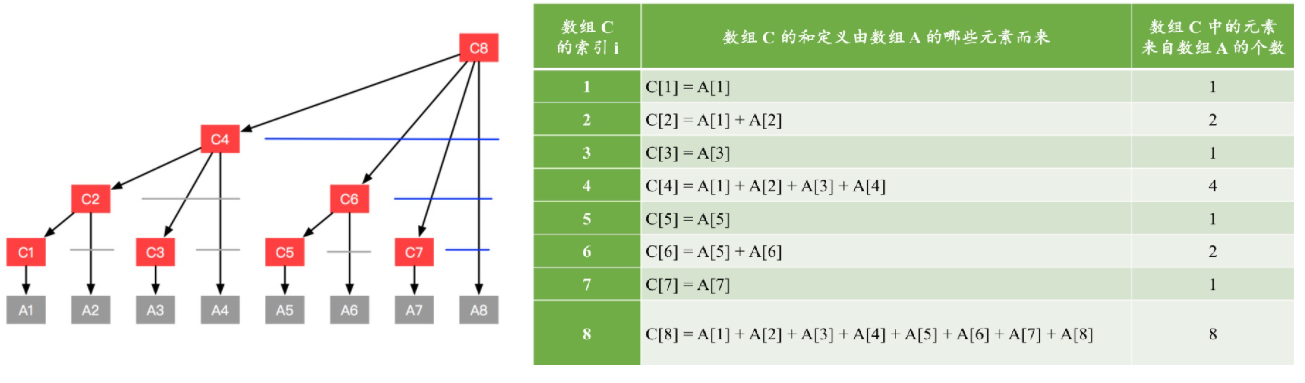 C8
C4
C2
C6
C1
C3
C5
C7
A1
A2
A3
A4
A5
A6
A7
A8
数组 C
的索引 i
数组 C 的和定义由数组 A 的哪些元素而来
数组 C 中的元素
来自数组 A 的个数
1
C[1] = A[1]
1
2
C[2] = A[1] + A[2]
2
3
C[3] = A[3]
1
4
C[4] = A[1] + A[2] + A[3] + A[4]
4
5
C[5] = A[5]
1
6
C[6] = A[5] + A[6]
2
7
C[7] = A[7]
1
8
C[8] = A[1] + A[2] + A[3] + A[4] + A[5] + A[6] + A[7] + A[8]
8